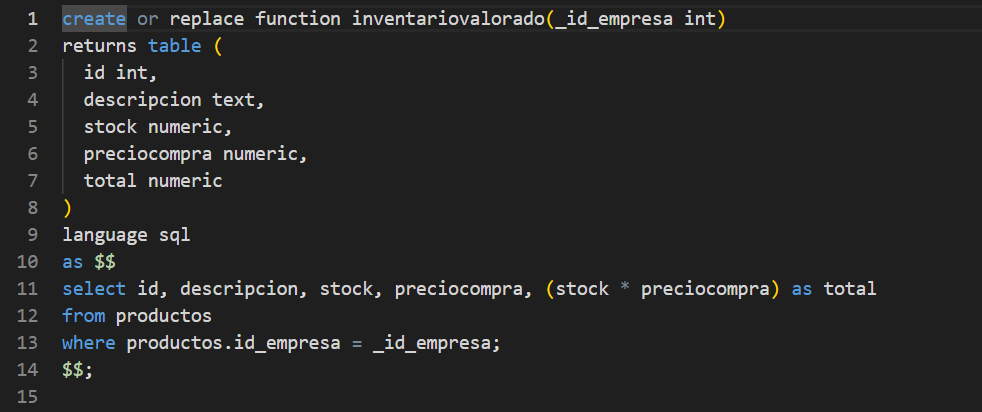 1 create or replace function inventariovalorado(_id_empresa int)
2 returns table (
3   id int,
4   descripcion text,
5   stock numeric,
6   preciocompra numeric,
7   total numeric
8 )
9 language sql
10 as $$
11 select id, descripcion, stock, preciocompra, (stock * preciocompra) as total
12 from productos
13 where productos.id_empresa = _id_empresa;
14 $$;
15